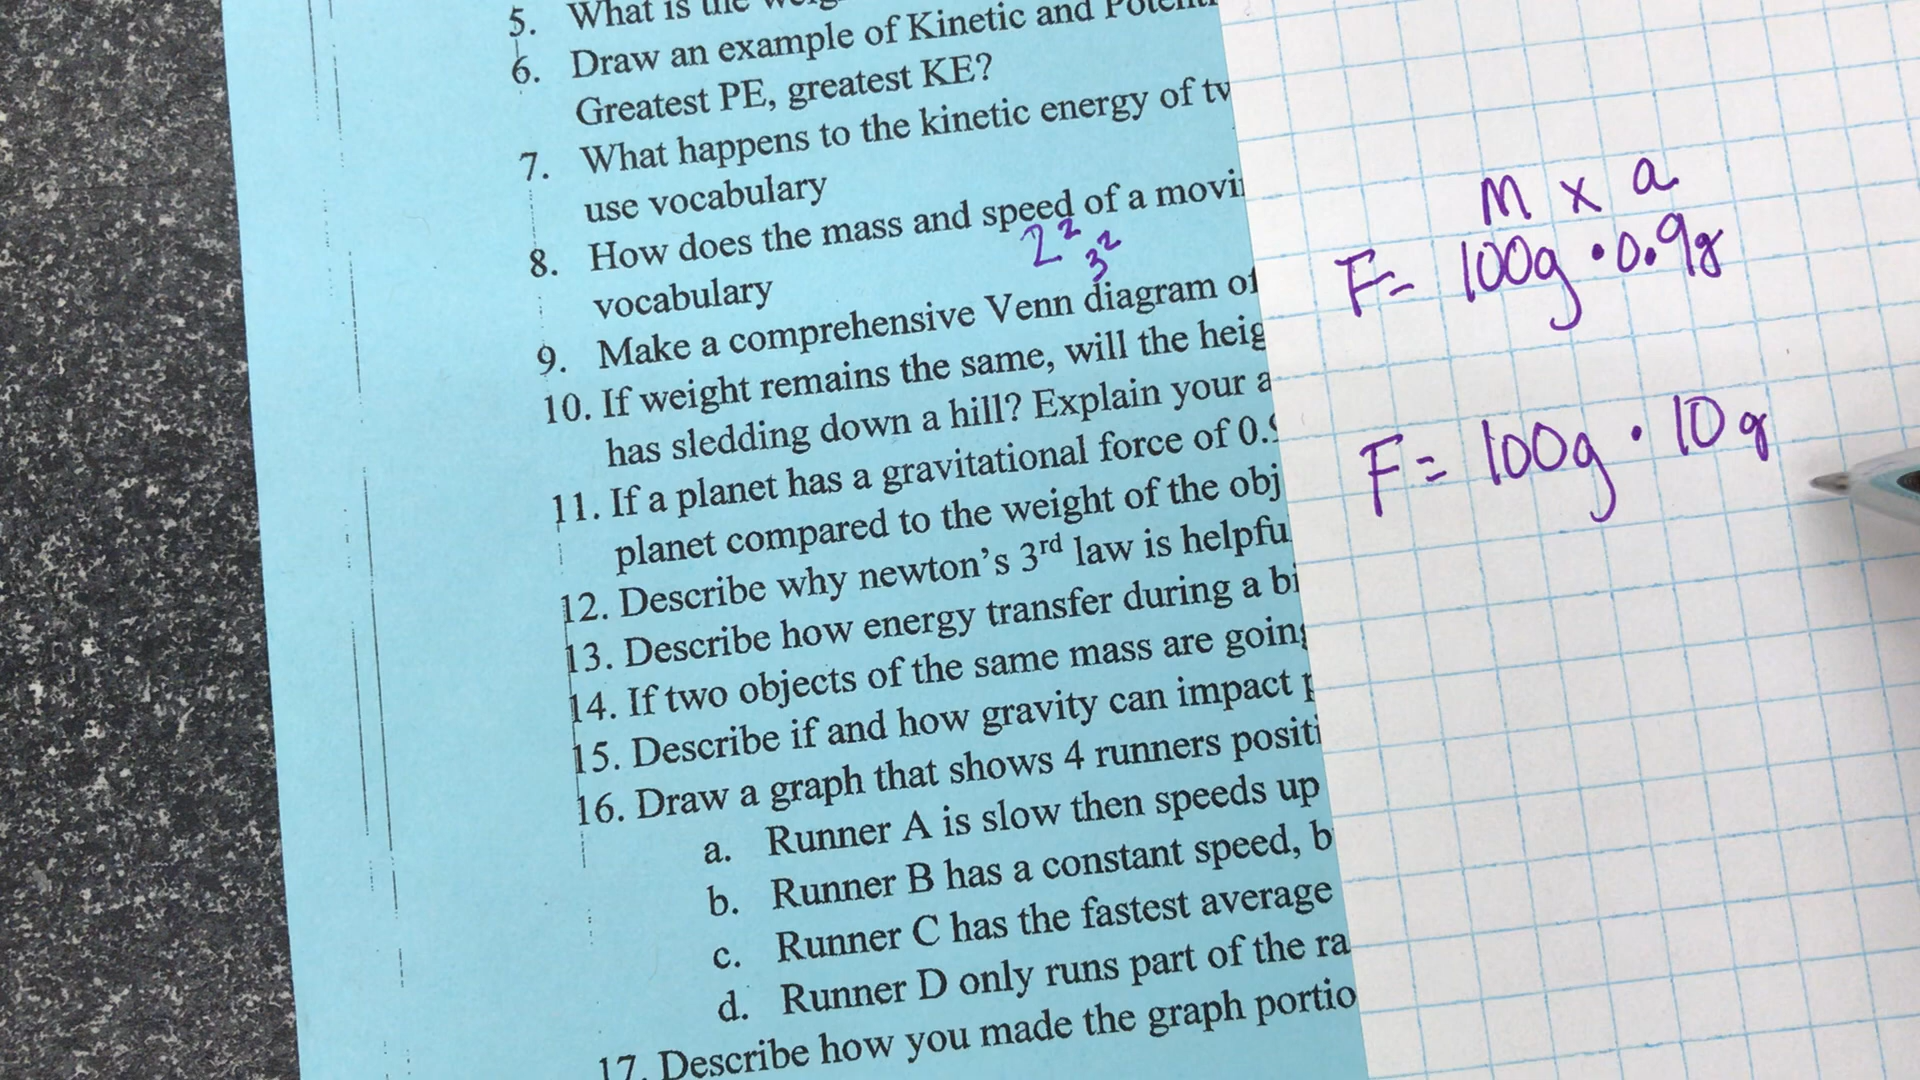 5. What is the
6. Draw an example of Kinetic and
Greatest PE, greatest KE?
7. What happens to the kinetic energy of tw
use vocabulary
8. How does the mass and speed of a movi
2² 3²
vocabulary
9. Make a comprehensive Venn diagram of
10. If weight remains the same, will the heig
has sledding down a hill? Explain your a
11. If a planet has a gravitational force of 0.9
planet compared to the weight of the obj
12. Describe why newton's 3rd law is helpfu
13. Describe how energy transfer during a bi
14. If two objects of the same mass are going
15. Describe if and how gravity can impact p
16. Draw a graph that shows 4 runners positi
a. Runner A is slow then speeds up
b. Runner B has a constant speed, b
c. Runner C has the fastest average
d. Runner D only runs part of the ra
17. Describe how you made the graph portio
m x a
F= 100g • 0.9g
F= 100g • 10g